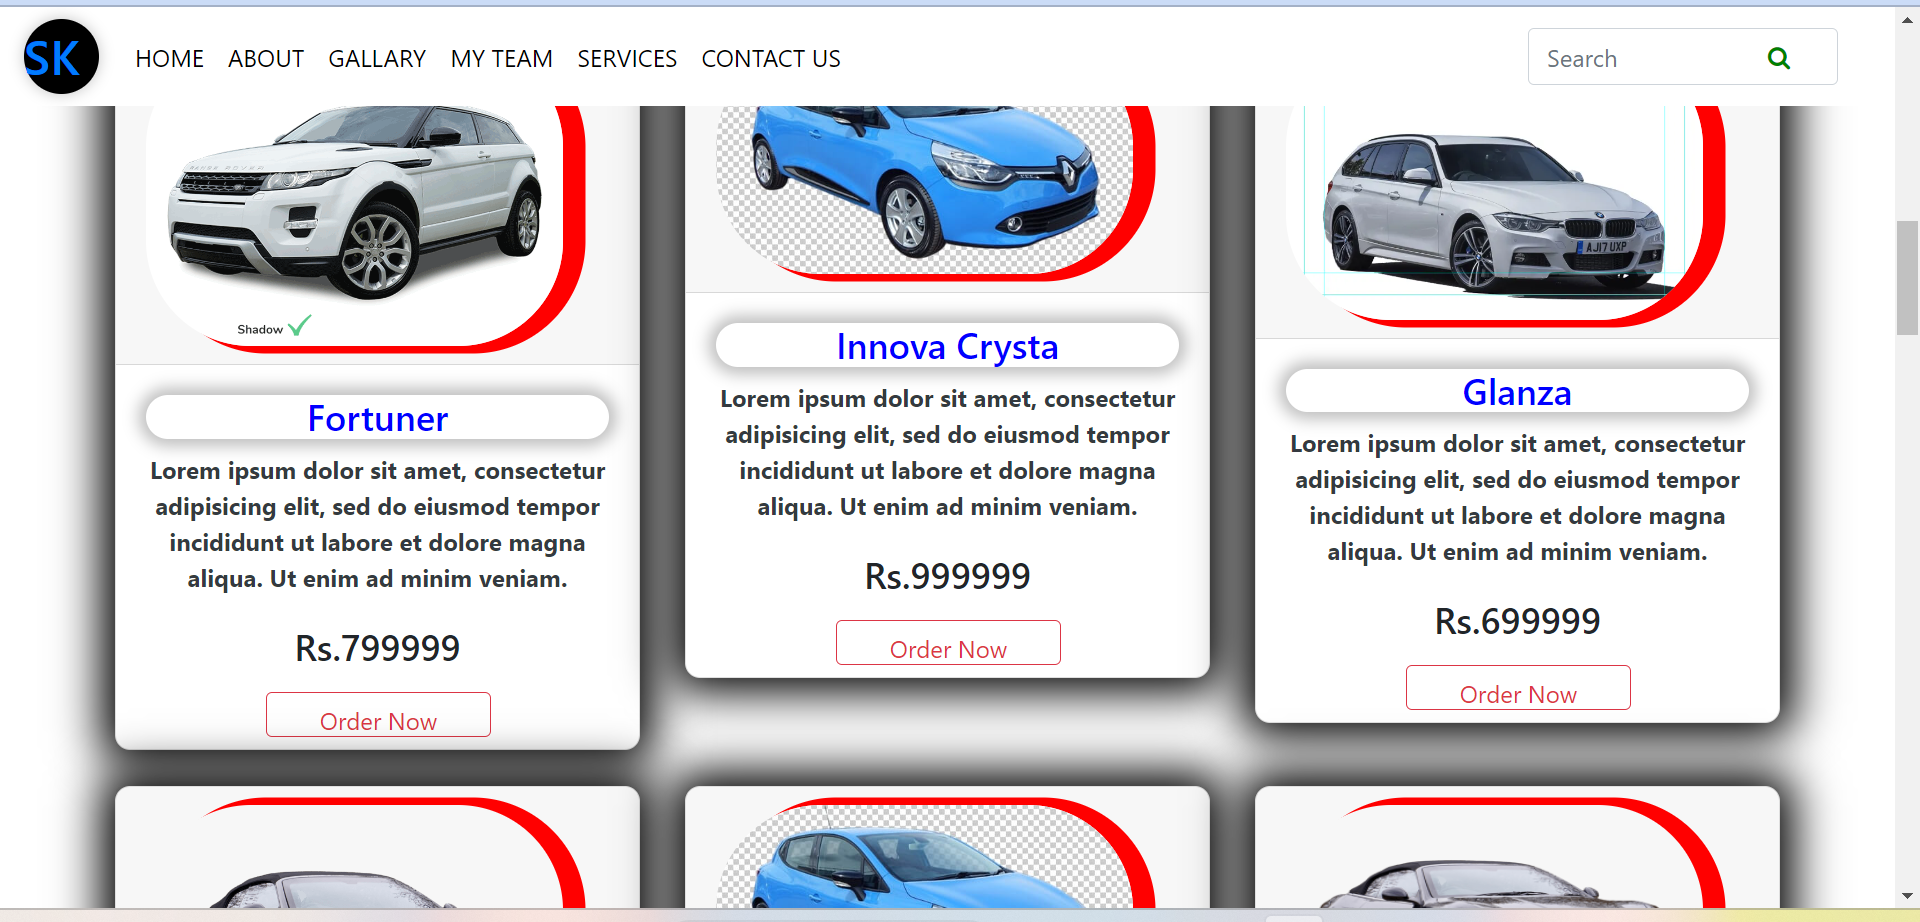 SK
HOME ABOUT GALLARY MY TEAM SERVICES CONTACT US
Search
RANGE ROVER
Shadow
Fortuner
Lorem ipsum dolor sit amet, consectetur
adipisicing elit, sed do eiusmod tempor
incididunt ut labore et dolore magna
aliqua. Ut enim ad minim veniam.
Rs.799999
Order Now
Innova Crysta
Lorem ipsum dolor sit amet, consectetur
adipisicing elit, sed do eiusmod tempor
incididunt ut labore et dolore magna
aliqua. Ut enim ad minim veniam.
Rs.999999
Order Now
AJ17 UXP
Glanza
Lorem ipsum dolor sit amet, consectetur
adipisicing elit, sed do eiusmod tempor
incididunt ut labore et dolore magna
aliqua. Ut enim ad minim veniam.
Rs.699999
Order Now